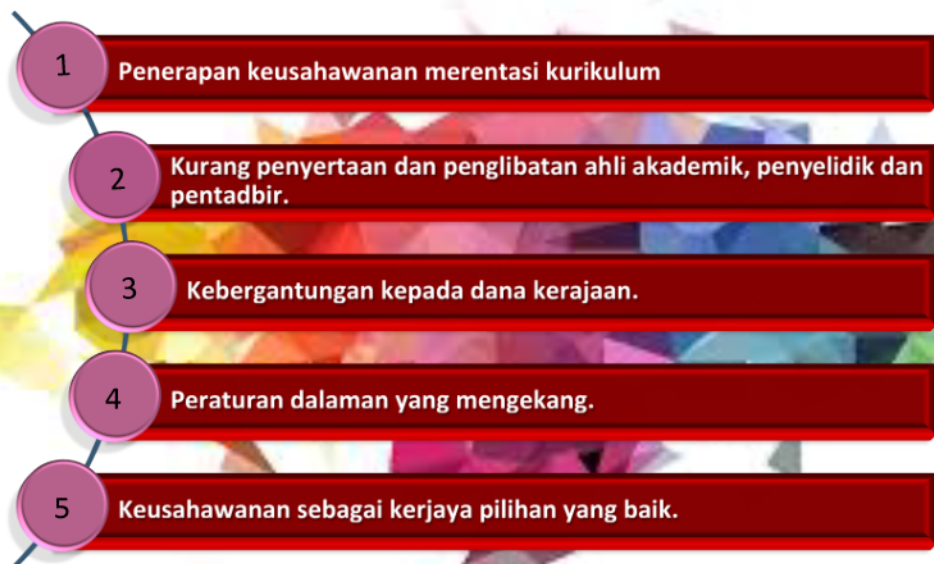 1
Penerapan keusahawanan merentasi kurikulum
2
Kurang penyertaan dan penglibatan ahli akademik, penyelidik dan
pentadbir.
3
Kebergantungan kepada dana kerajaan.
4
Peraturan dalaman yang mengekang.
5
Keusahawanan sebagai kerjaya pilihan yang baik.